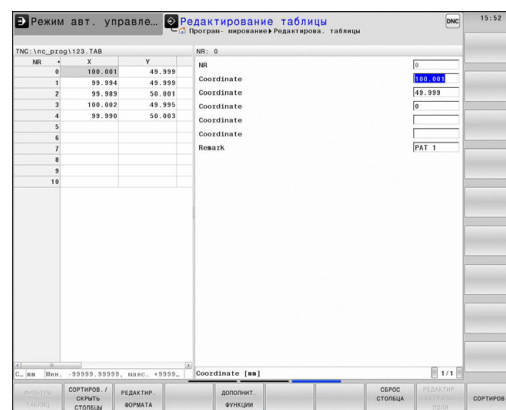 Режим авт. управле… Редактирование таблицы DNC 15:52
Програм- мирование Редактирова. таблицы
TNC:\nc_prog\123.TAB NR: 0
NR X Y
0 100.001 49.999
1 99.994 49.999
2 99.989 50.001
3 100.002 49.995
4 99.990 50.003
5
6
7
8
9
10
NR 0
Coordinate 100.001
Coordinate 49.999
Coordinate 0
Coordinate
Coordinate
Remark PAT 1
C… мм Мин. -99999.99999, макс. +9999… Coordinate [мм] 1/1
СОРТИРОВ. / СКРЫТЬ СТОЛБЦЫ
РЕДАКТИР. ФОРМАТА
ДОПОЛНИТ. ФУНКЦИИ
СБРОС СТОЛБЦА
РЕДАКТИР. ПОЛЯ
СОРТИРОВ